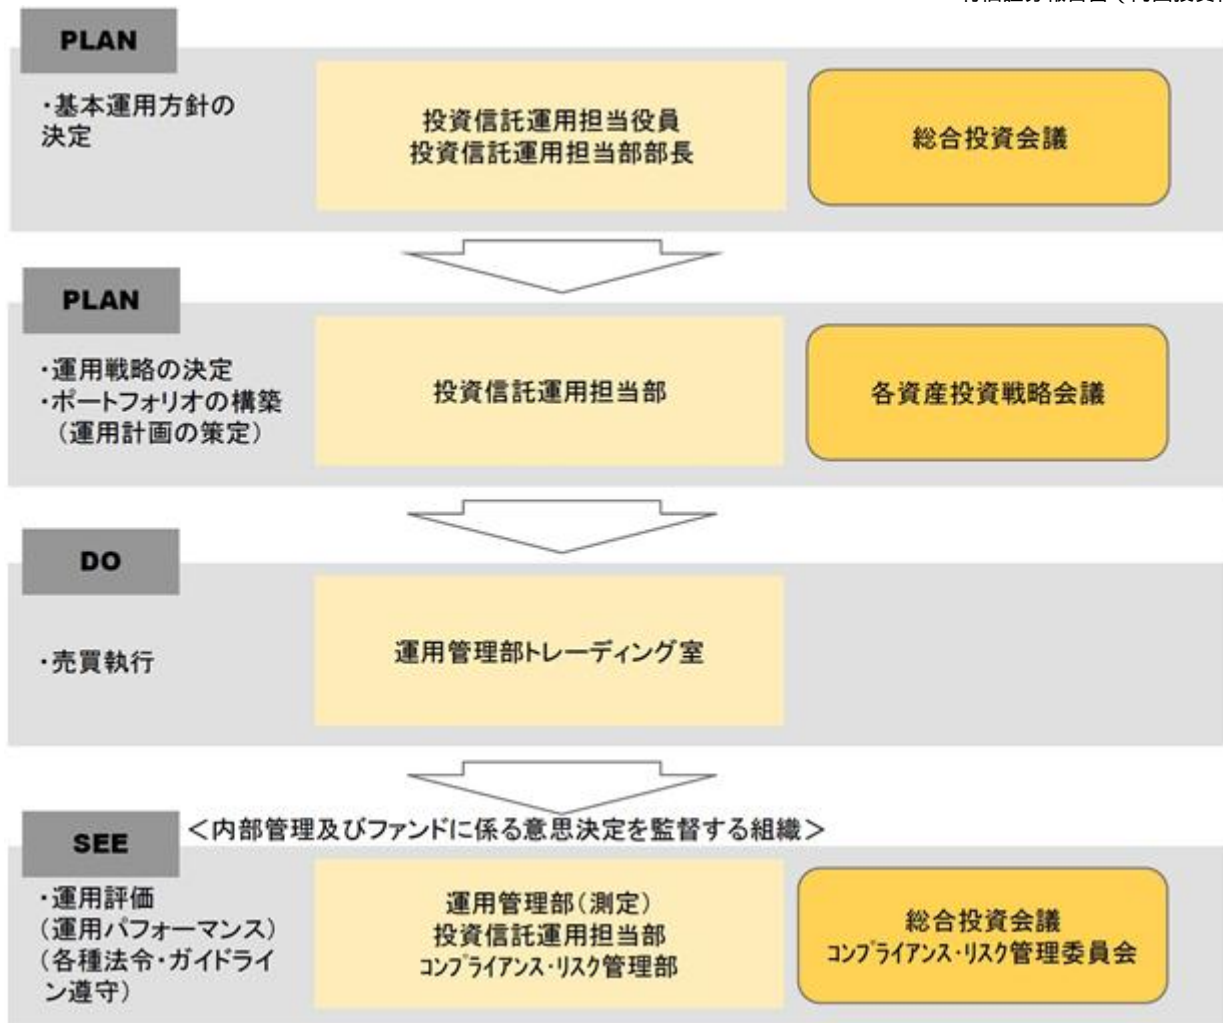 PLAN
・基本運用方針の
決定
投資信託運用担当役員
投資信託運用担当部部長
総合投資会議
PLAN
・運用戦略の決定
・ポートフォリオの構築
(運用計画の策定)
投資信託運用担当部
各資産投資戦略会議
DO
・売買執行
運用管理部トレーディング室
SEE
<内部管理及びファンドに係る意思決定を監督する組織>
・運用評価
(運用パフォーマンス)
(各種法令・ガイドライ
ン遵守)
運用管理部(測定)
投資信託運用担当部
コンプライアンス・リスク管理部
総合投資会議
コンプライアンス・リスク管理委員会